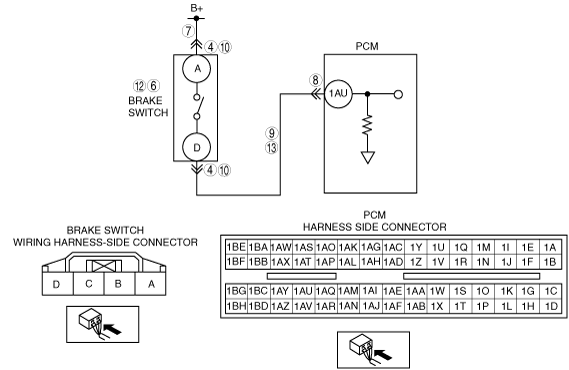 B+
7
4 10
A
PCM
12 6
BRAKE
SWITCH
8
1AU
9
13
D
4 10
BRAKE SWITCH
WIRING HARNESS-SIDE CONNECTOR
D C B A
PCM
HARNESS SIDE CONNECTOR
1BE 1BA 1AW 1AS 1AO 1AK 1AG 1AC 1Y 1U 1Q 1M 1I 1E 1A
1BF 1BB 1AX 1AT 1AP 1AL 1AH 1AD 1Z 1V 1R 1N 1J 1F 1B
1BG 1BC 1AY 1AU 1AQ 1AM 1AI 1AE 1AA 1W 1S 1O 1K 1G 1C
1BH 1BD 1AZ 1AV 1AR 1AN 1AJ 1AF 1AB 1X 1T 1P 1L 1H 1D